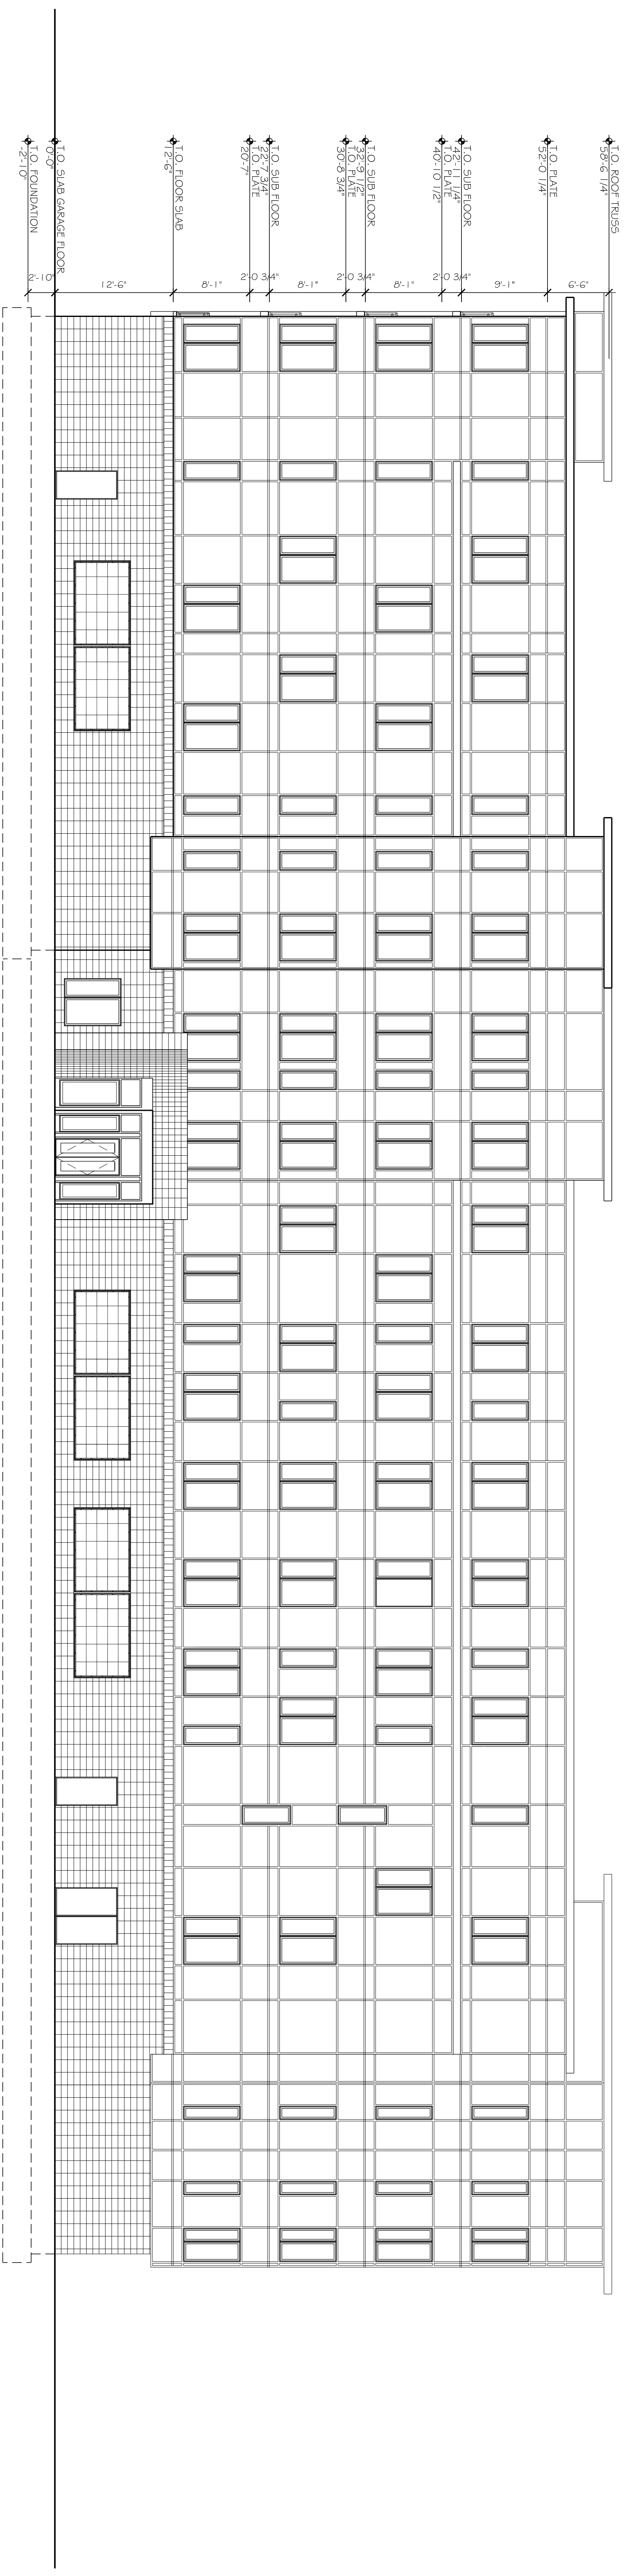 T.O. ROOF TRUSS
58'-6 1/4"
T.O. PLATE
52'-0 1/4"
T.O. SUB FLOOR
42'-11 1/4"
T.O. PLATE
40'-10 1/2"
T.O. SUB FLOOR
32'-9 1/2"
T.O. PLATE
30'-8 3/4"
T.O. SUB FLOOR
22'-7 3/4"
T.O. PLATE
20'-7"
T.O. FLOOR SLAB
12'-6"
T.O. SLAB GARAGE FLOOR
0'-0"
T.O. FOUNDATION
-2'-10"
6'-6"
9'-1"
2'-0 3/4"
8'-1"
2'-0 3/4"
8'-1"
2'-0 3/4"
8'-1"
12'-6"
2'-10"